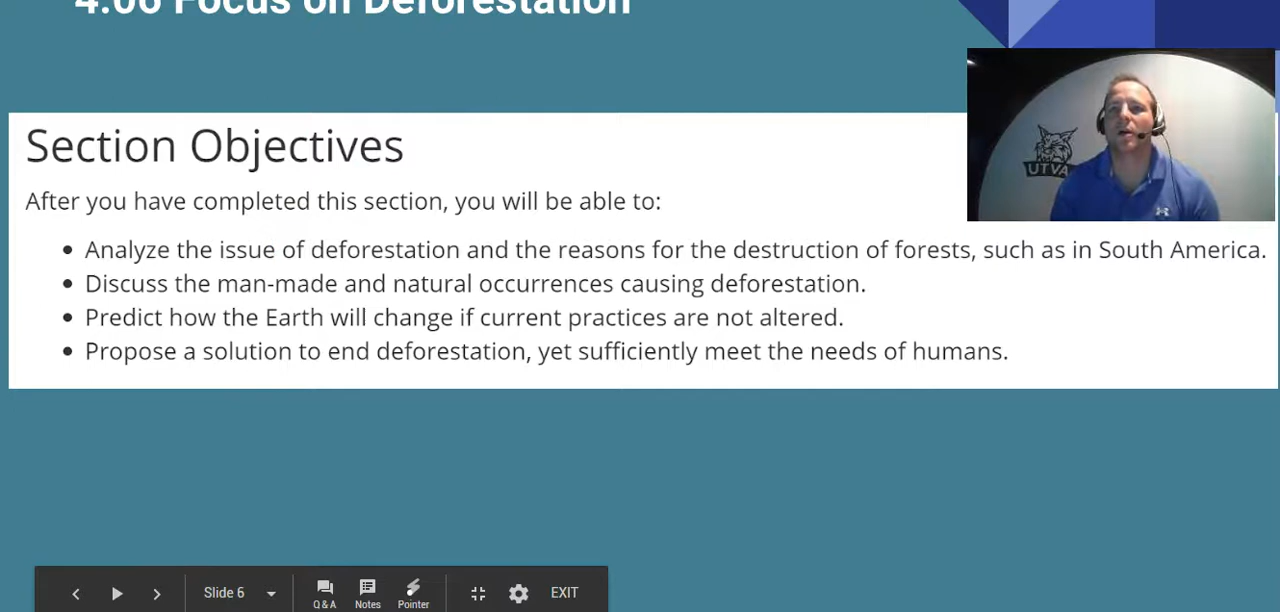 4.06 Focus on Deforestation
Section Objectives
After you have completed this section, you will be able to:
• Analyze the issue of deforestation and the reasons for the destruction of forests, such as in South America.
• Discuss the man-made and natural occurrences causing deforestation.
• Predict how the Earth will change if current practices are not altered.
• Propose a solution to end deforestation, yet sufficiently meet the needs of humans.
UTVA
Slide 6
Q & A
Notes
Pointer
EXIT